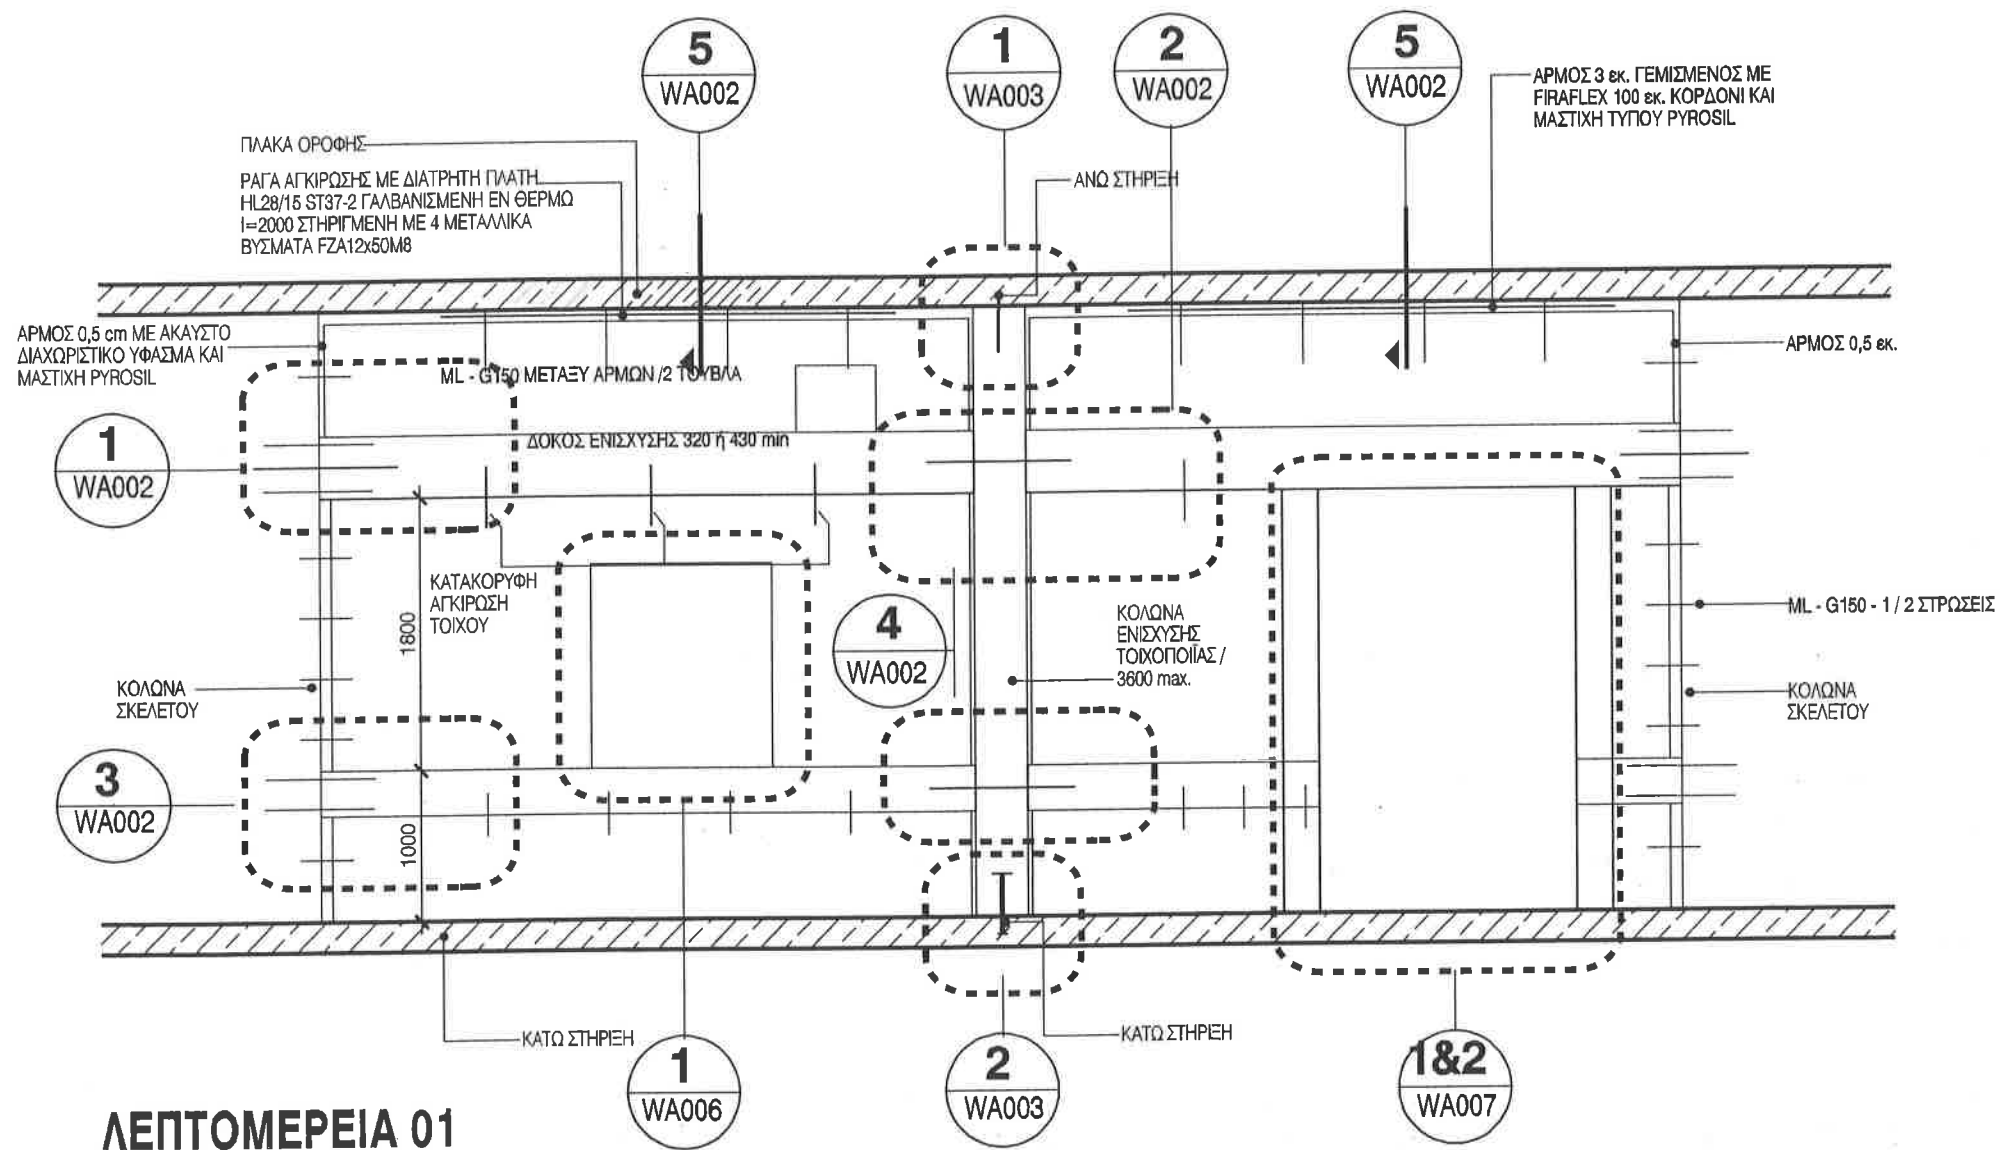 5
WA002
1
WA003
2
WA002
5
WA002
ΑΡΜΟΣ 3 εκ. ΓΕΜΙΣΜΕΝΟΣ ΜΕ
FIRAFLEX 100 εκ. ΚΟΡΔΟΝΙ ΚΑΙ
ΜΑΣΤΙΧΗ ΤΥΠΟΥ PYROSIL
ΠΛΑΚΑ ΟΡΟΦΗΣ
ΡΑΓΑ ΑΓΚΙΡΩΣΗΣ ΜΕ ΔΙΑΤΡΗΤΗ ΠΛΑΤΗ
HL28/15 ST37-2 ΓΑΛΒΑΝΙΣΜΕΝΗ ΕΝ ΘΕΡΜΩ
l=2000 ΣΤΗΡΙΓΜΕΝΗ ΜΕ 4 ΜΕΤΑΛΛΙΚΑ
ΒΥΣΜΑΤΑ FZA12x50M8
ΑΝΩ ΣΤΗΡΙΞΗ
ΑΡΜΟΣ 0,5 cm ΜΕ ΑΚΑΥΣΤΟ
ΔΙΑΧΩΡΙΣΤΙΚΟ ΥΦΑΣΜΑ ΚΑΙ
ΜΑΣΤΙΧΗ PYROSIL
ΑΡΜΟΣ 0,5 εκ.
ML - G150 ΜΕΤΑΞΥ ΑΡΜΩΝ /2 ΤΟΥΒΛΑ
1
WA002
ΔΟΚΟΣ ΕΝΙΣΧΥΣΗΣ 320 ή 430 min
ΚΑΤΑΚΟΡΥΦΗ
ΑΓΚΙΡΩΣΗ
ΤΟΙΧΟΥ
1800
4
WA002
ΚΟΛΩΝΑ
ΕΝΙΣΧΥΣΗΣ
ΤΟΙΧΟΠΟΙΪΑΣ /
3600 max.
ML - G150 - 1 / 2 ΣΤΡΩΣΕΙΣ
ΚΟΛΩΝΑ
ΣΚΕΛΕΤΟΥ
ΚΟΛΩΝΑ
ΣΚΕΛΕΤΟΥ
3
WA002
1000
ΚΑΤΩ ΣΤΗΡΙΞΗ
1
WA006
2
WA003
ΚΑΤΩ ΣΤΗΡΙΞΗ
1&2
WA007
ΛΕΠΤΟΜΕΡΕΙΑ 01